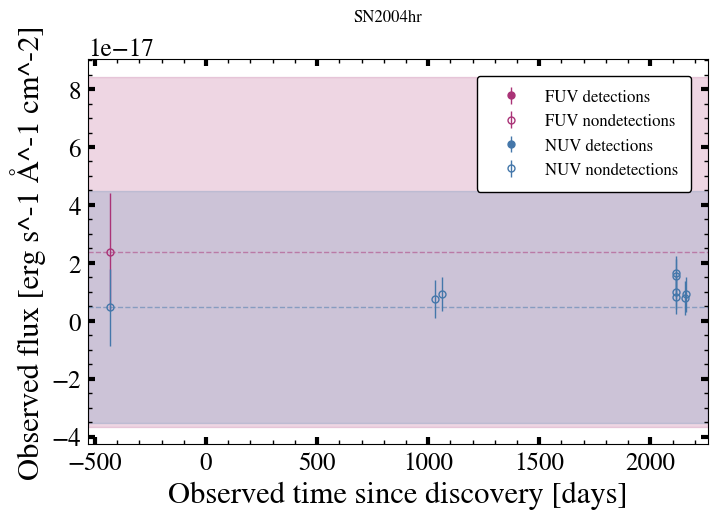 SN2004hr
1e−17
8
6
4
2
0
−2
−4
Observed flux [erg s^-1 Å^-1 cm^-2]
FUV detections
FUV nondetections
NUV detections
NUV nondetections
−500 0 500 1000 1500 2000
Observed time since discovery [days]